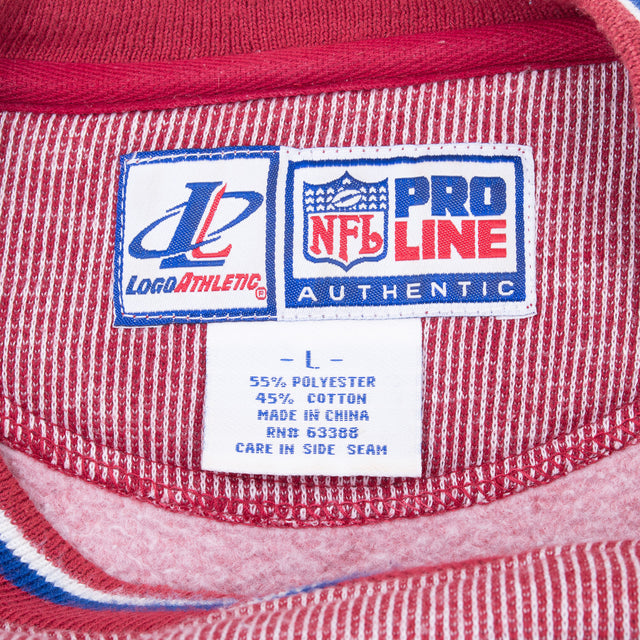 LOGOATHLETIC®
NFL
PRO
LINE
AUTHENTIC
- L -
55% POLYESTER
45% COTTON
MADE IN CHINA
RN# 63388
CARE IN SIDE SEAM